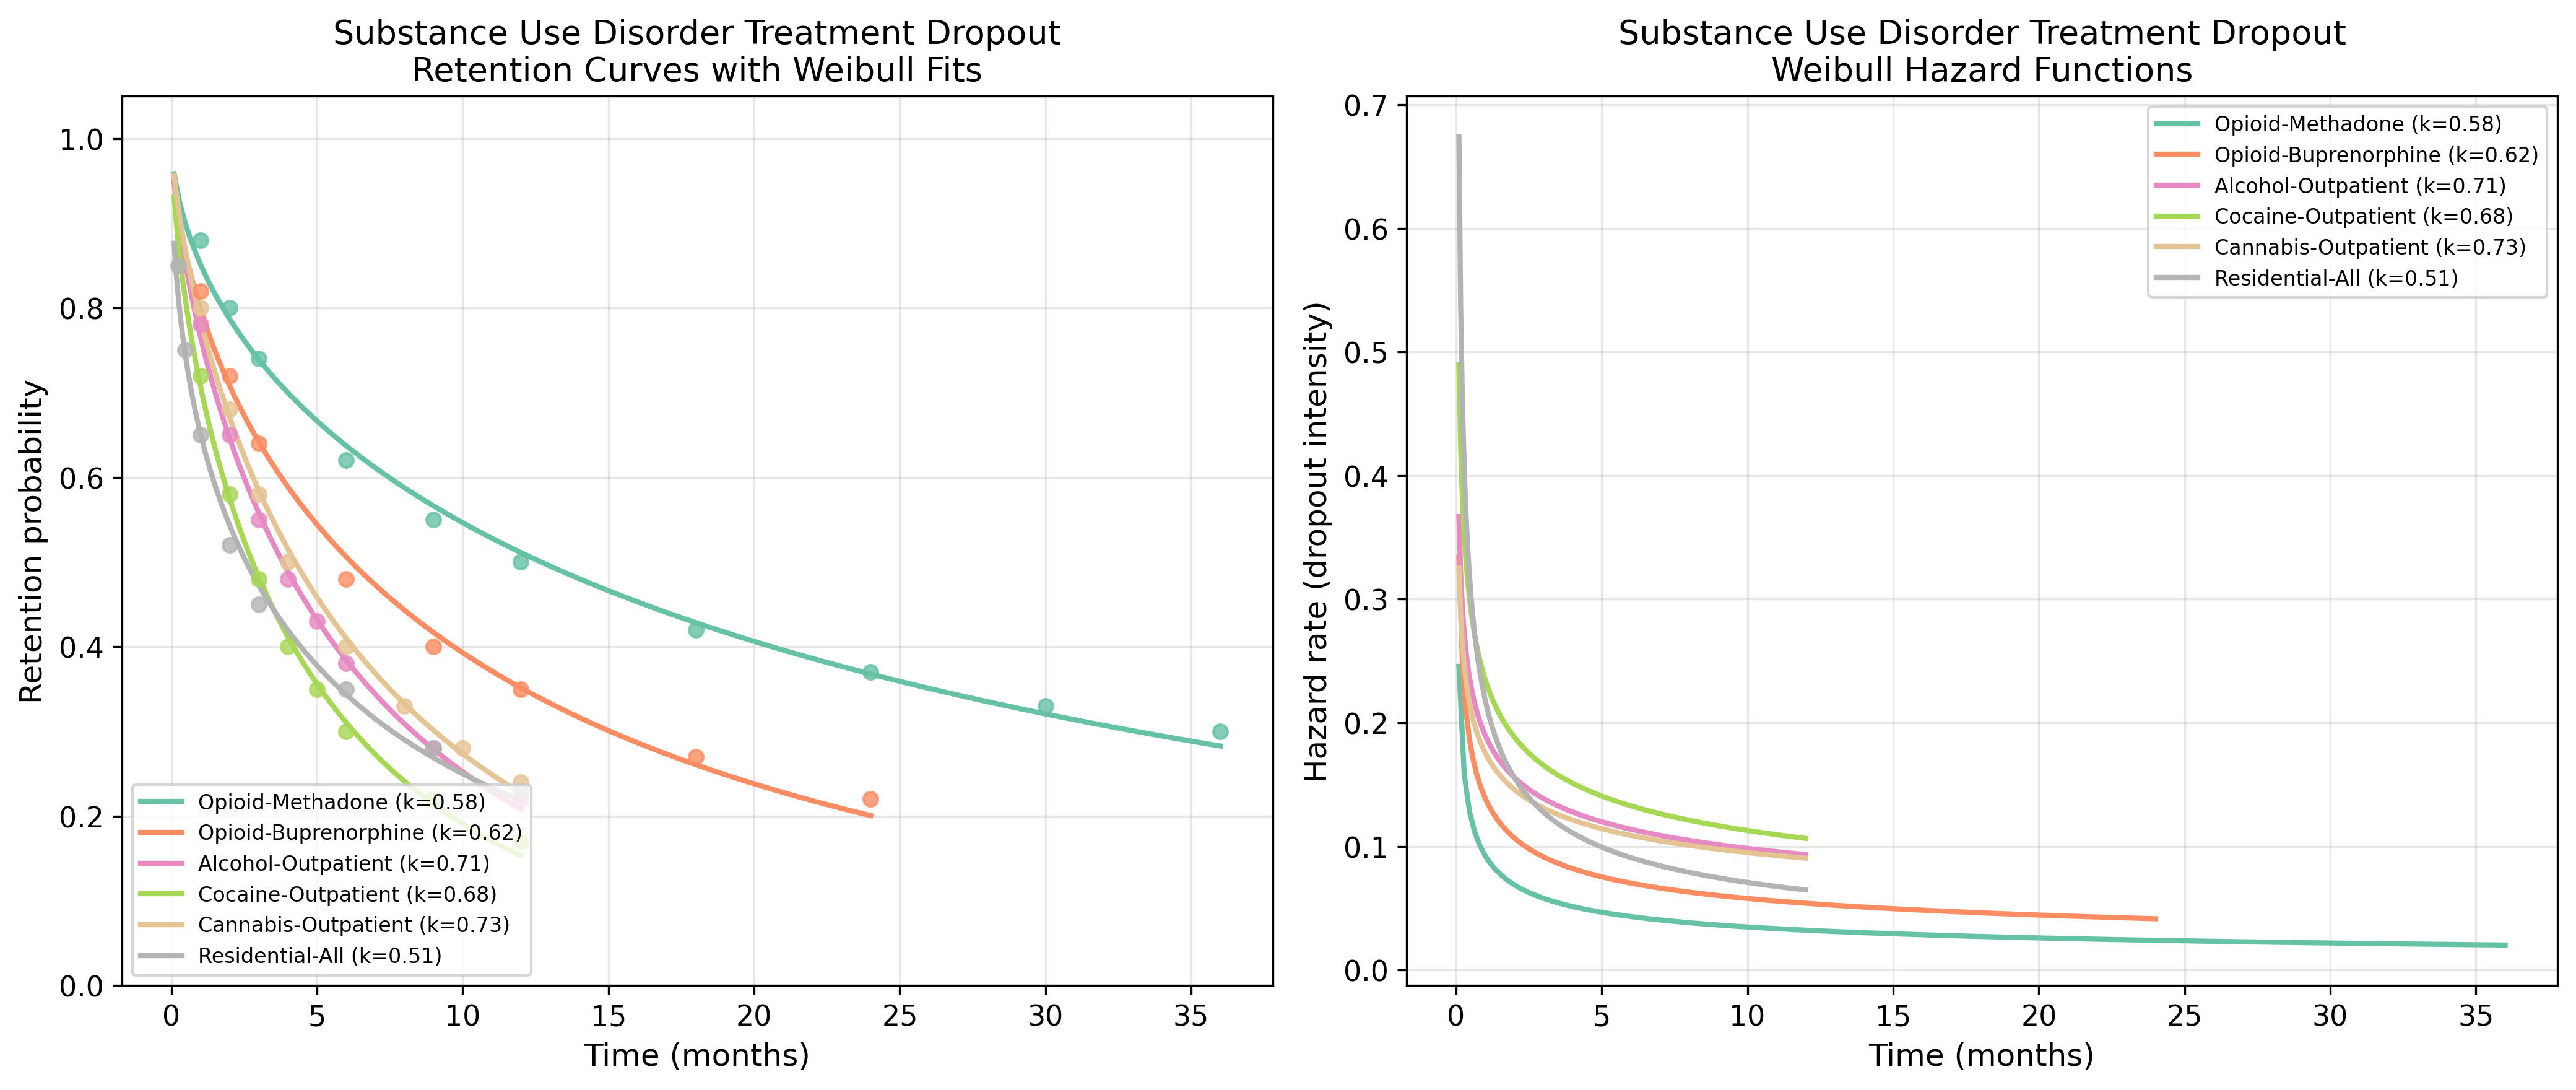 Substance Use Disorder Treatment Dropout
Retention Curves with Weibull Fits
Retention probability
1.0
0.8
0.6
0.4
0.2
0.0
Opioid-Methadone (k=0.58)
Opioid-Buprenorphine (k=0.62)
Alcohol-Outpatient (k=0.71)
Cocaine-Outpatient (k=0.68)
Cannabis-Outpatient (k=0.73)
Residential-All (k=0.51)
0 5 10 15 20 25 30 35
Time (months)
Substance Use Disorder Treatment Dropout
Weibull Hazard Functions
Hazard rate (dropout intensity)
0.7
0.6
0.5
0.4
0.3
0.2
0.1
0.0
Opioid-Methadone (k=0.58)
Opioid-Buprenorphine (k=0.62)
Alcohol-Outpatient (k=0.71)
Cocaine-Outpatient (k=0.68)
Cannabis-Outpatient (k=0.73)
Residential-All (k=0.51)
0 5 10 15 20 25 30 35
Time (months)